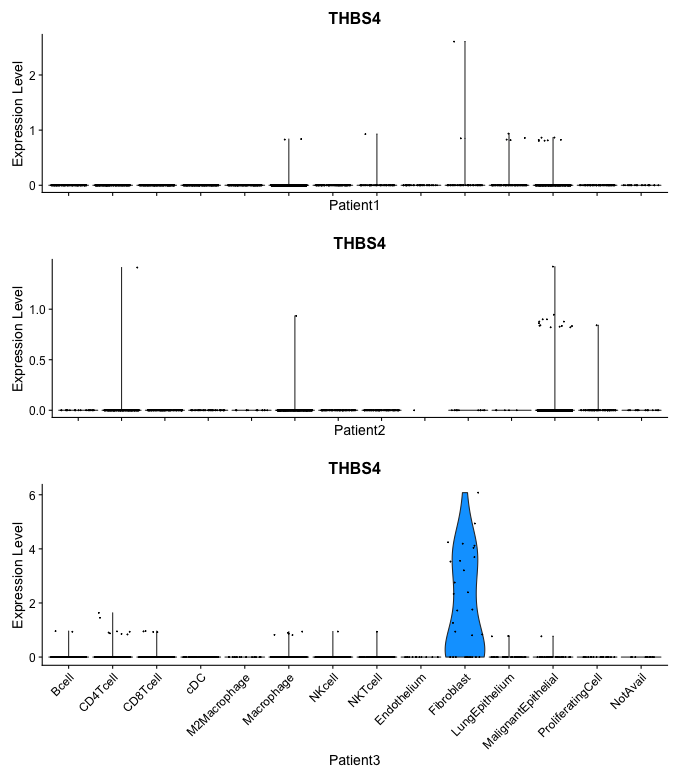 THBS4
Expression Level
2
1
0
Patient1
THBS4
Expression Level
1.0
0.5
0.0
Patient2
THBS4
Expression Level
6
4
2
0
Bcell
CD4Tcell
CD8Tcell
cDC
M2Macrophage
Macrophage
NKcell
NKTcell
Endothelium
Fibroblast
LungEpithelium
MalignantEpithelial
ProliferatingCell
NotAvail
Patient3